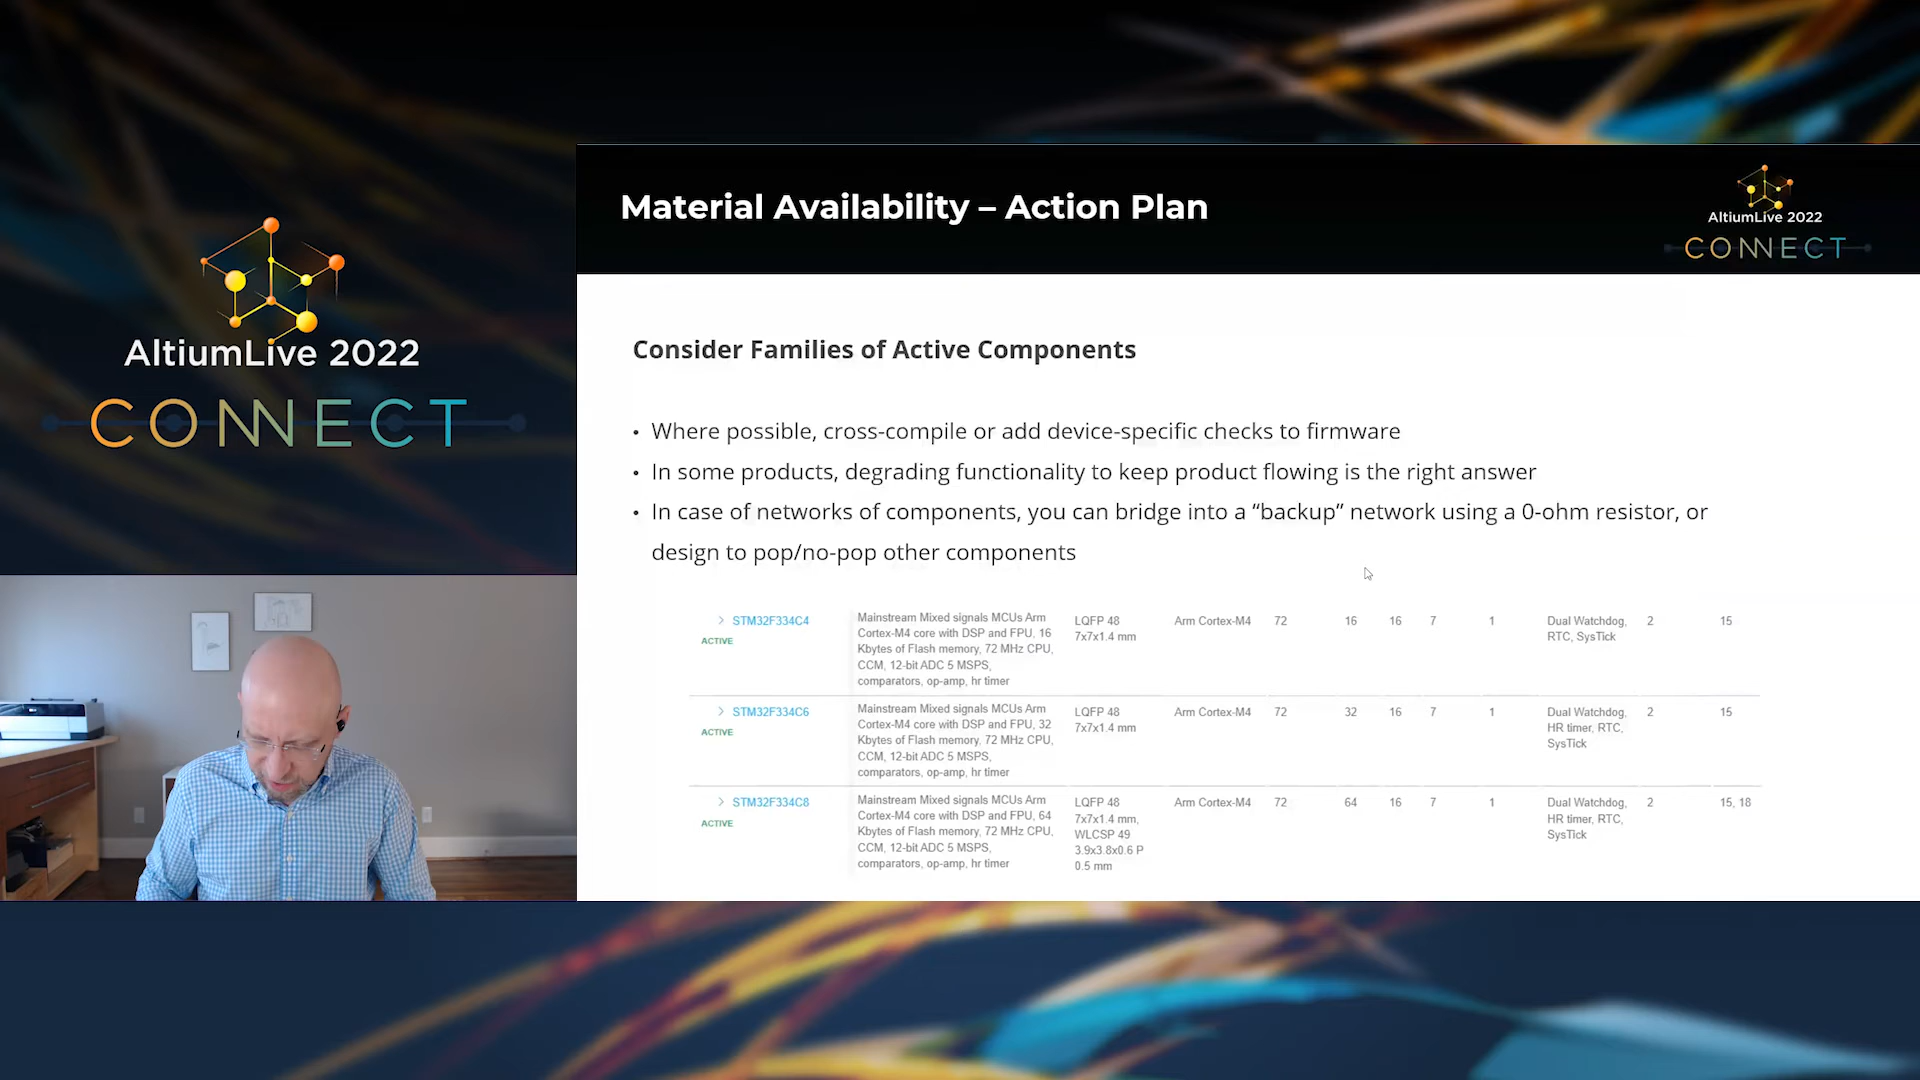 AltiumLive 2022
CONNECT
Material Availability – Action Plan
AltiumLive 2022
CONNECT
Consider Families of Active Components
• Where possible, cross-compile or add device-specific checks to firmware
• In some products, degrading functionality to keep product flowing is the right answer
• In case of networks of components, you can bridge into a “backup” network using a 0-ohm resistor, or
design to pop/no-pop other components
STM32F334C4
ACTIVE
Mainstream Mixed signals MCUs Arm
Cortex-M4 core with DSP and FPU, 16
Kbytes of Flash memory, 72 MHz CPU,
CCM, 12-bit ADC 5 MSPS,
comparators, op-amp, hr timer
LQFP 48
7x7x1.4 mm
Arm Cortex-M4
72
16
16
7
1
Dual Watchdog,
RTC, SysTick
2
15
STM32F334C6
ACTIVE
Mainstream Mixed signals MCUs Arm
Cortex-M4 core with DSP and FPU, 32
Kbytes of Flash memory, 72 MHz CPU,
CCM, 12-bit ADC 5 MSPS,
comparators, op-amp, hr timer
LQFP 48
7x7x1.4 mm
Arm Cortex-M4
72
32
16
7
1
Dual Watchdog,
HR timer, RTC,
SysTick
2
15
STM32F334C8
ACTIVE
Mainstream Mixed signals MCUs Arm
Cortex-M4 core with DSP and FPU, 64
Kbytes of Flash memory, 72 MHz CPU,
CCM, 12-bit ADC 5 MSPS,
comparators, op-amp, hr timer
LQFP 48
7x7x1.4 mm,
WLCSP 49
3.9x3.8x0.6 P
0.5 mm
Arm Cortex-M4
72
64
16
7
1
Dual Watchdog,
HR timer, RTC,
SysTick
2
15, 18